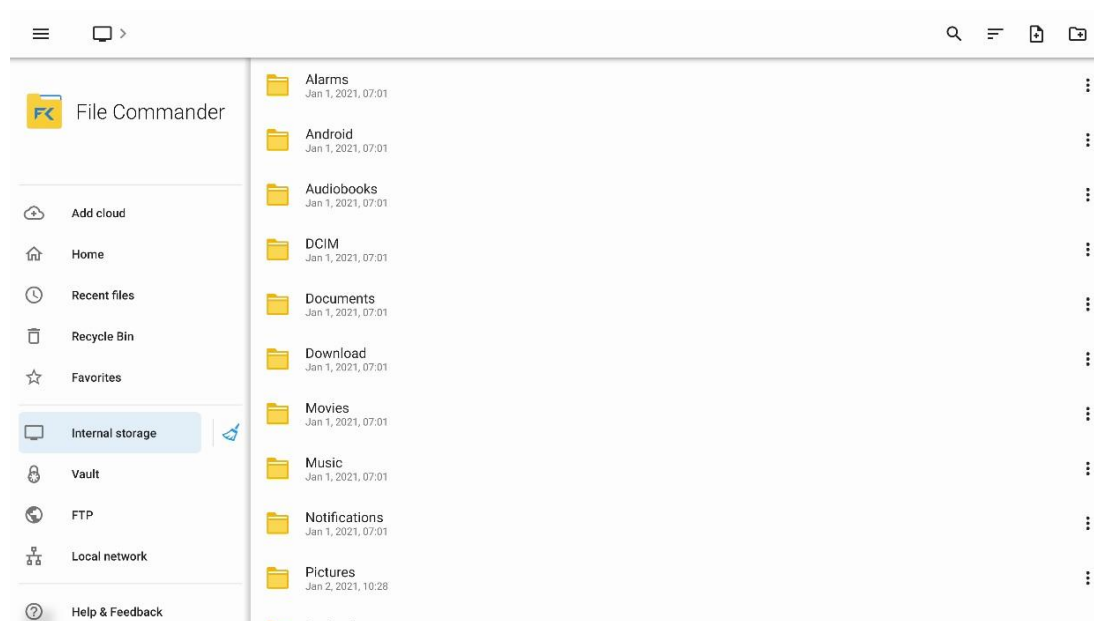 File Commander
Add cloud
Home
Recent files
Recycle Bin
Favorites
Internal storage
Vault
FTP
Local network
Help & Feedback
Alarms
Jan 1, 2021, 07:01
Android
Jan 1, 2021, 07:01
Audiobooks
Jan 1, 2021, 07:01
DCIM
Jan 1, 2021, 07:01
Documents
Jan 1, 2021, 07:01
Download
Jan 1, 2021, 07:01
Movies
Jan 1, 2021, 07:01
Music
Jan 1, 2021, 07:01
Notifications
Jan 1, 2021, 07:01
Pictures
Jan 2, 2021, 10:28